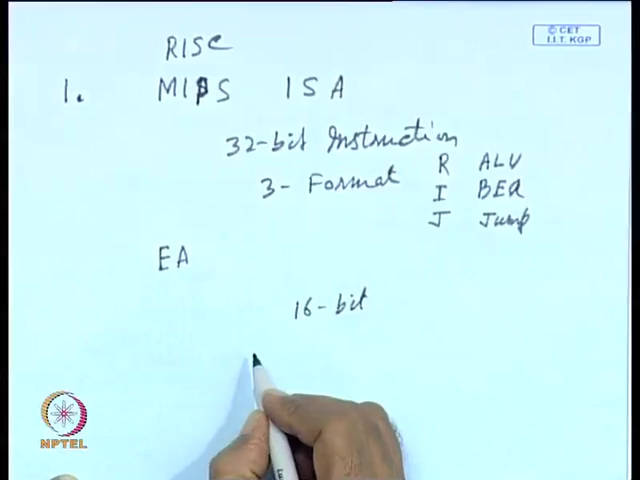 © CET
I.I.T. KGP
RISC
1. MIPS ISA
32-bit Instruction
3- Format R ALU
I BEQ
J Jump
EA
16-bit
NPTEL